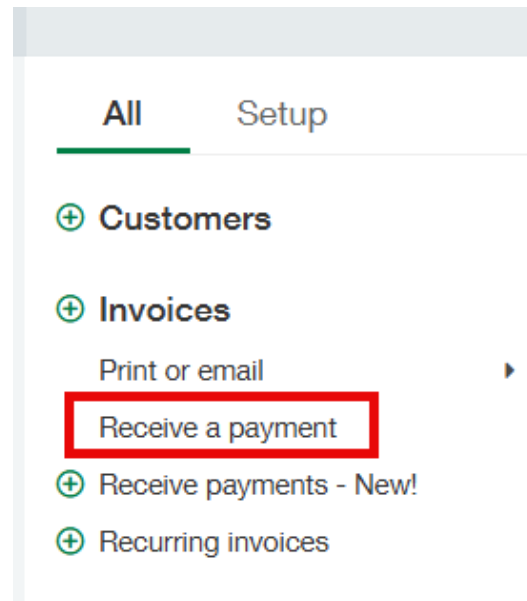 All Setup
Customers
Invoices
Print or email
Receive a payment
Receive payments - New!
Recurring invoices